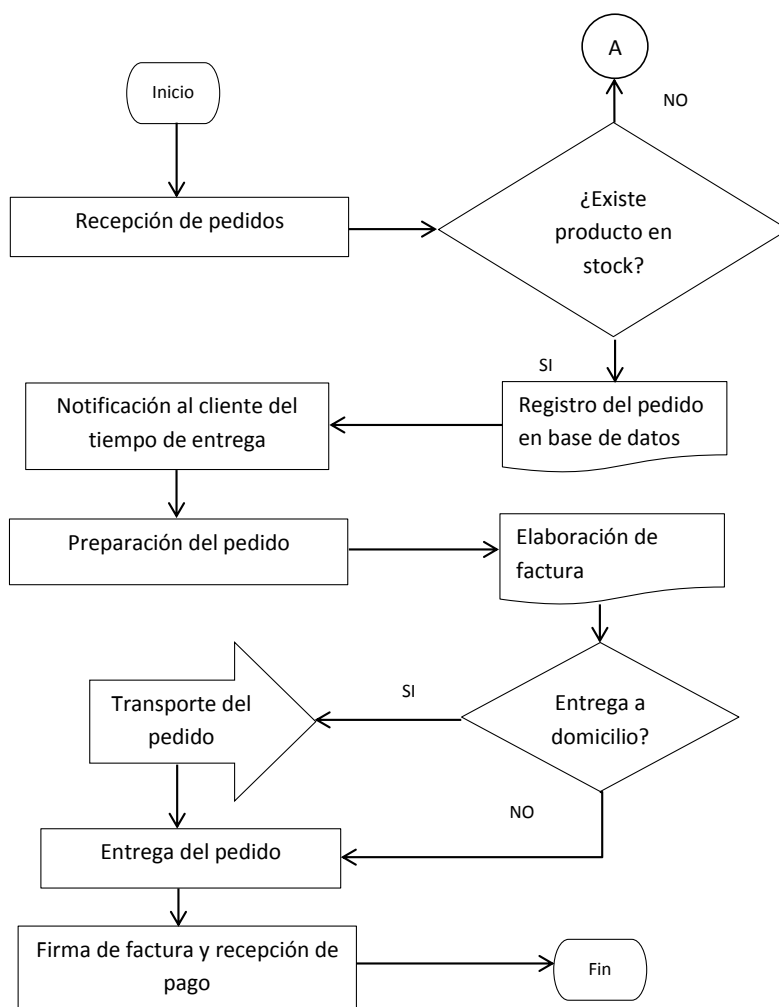 Inicio
A
NO
Recepción de pedidos
¿Existe
producto en
stock?
SI
Registro del pedido
en base de datos
Notificación al cliente del
tiempo de entrega
Preparación del pedido
Elaboración de
factura
Entrega a
domicilio?
SI
Transporte del
pedido
NO
Entrega del pedido
Firma de factura y recepción de
pago
Fin